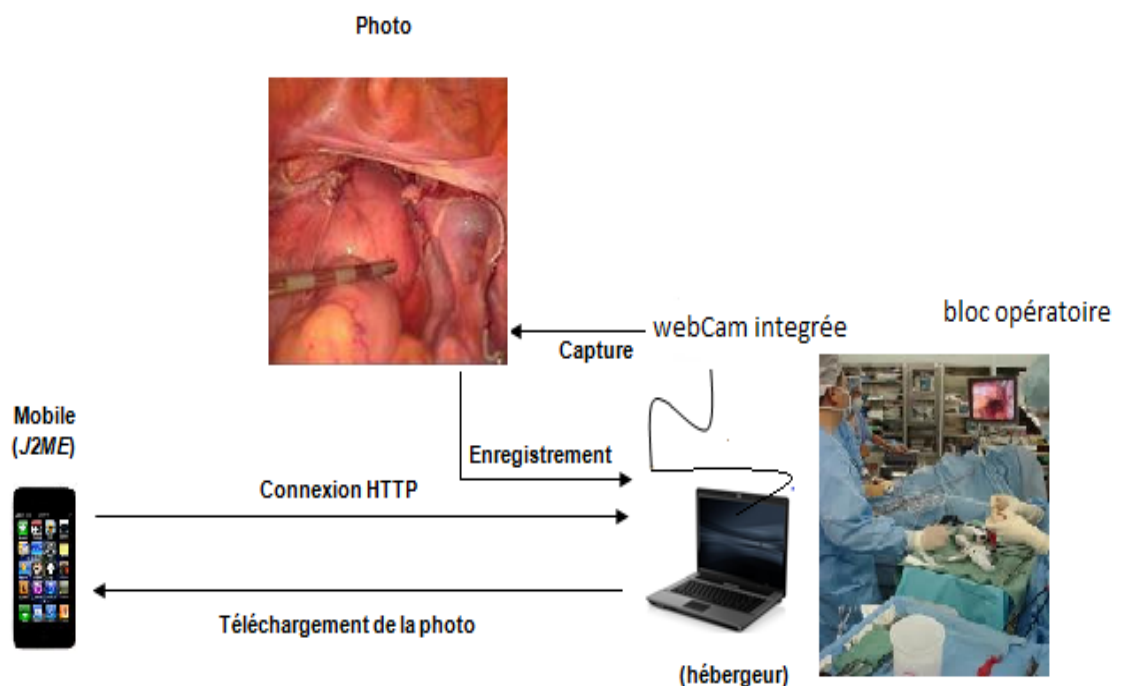 Photo
bloc opératoire
webCam integrée
Capture
Mobile
(J2ME)
Enregistrement
Connexion HTTP
Téléchargement de la photo
(hébergeur)